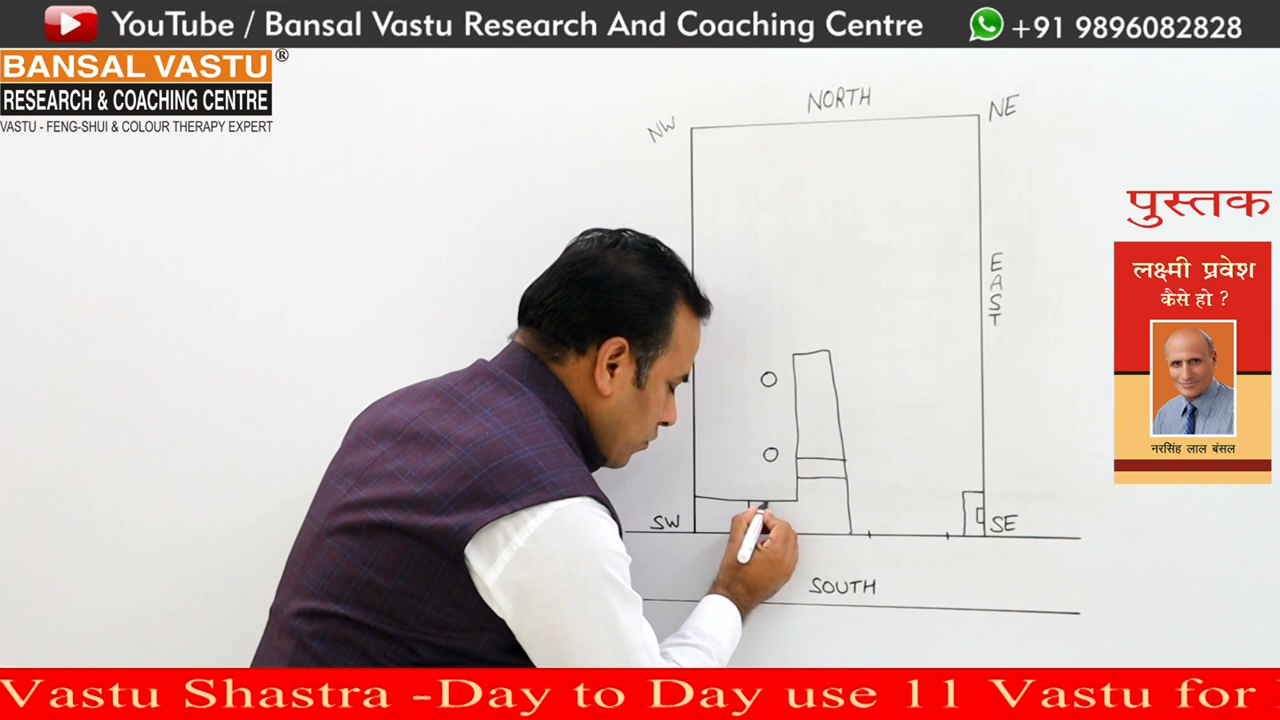 YouTube / Bansal Vastu Research And Coaching Centre
+91 9896082828
BANSAL VASTU®
RESEARCH & COACHING CENTRE
VASTU - FENG-SHUI & COLOUR THERAPY EXPERT
NORTH
NW
NE
EAST
SW
SE
SOUTH
पुस्तक
लक्ष्मी प्रवेश
कैसे हो ?
नरसिंह लाल बंसल
Vastu Shastra -Day to Day use 11 Vastu for